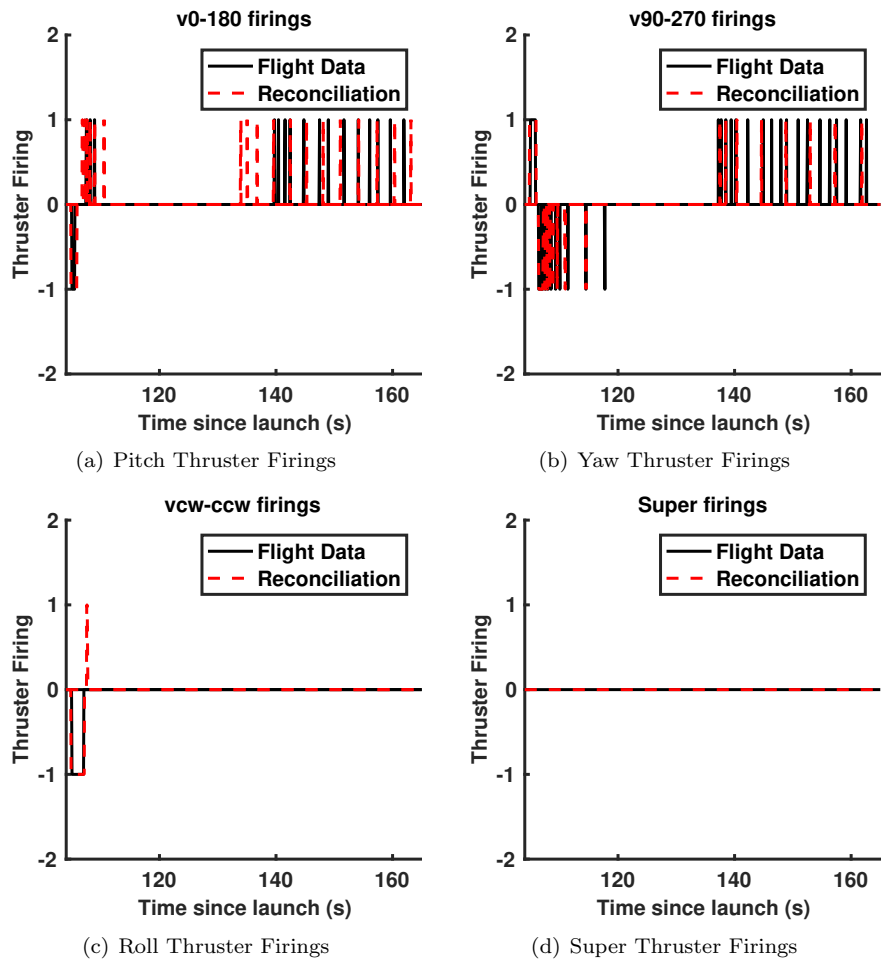 v0-180 firings
Flight Data
Reconciliation
Thruster Firing
2
1
0
-1
-2
120 140 160
Time since launch (s)
(a) Pitch Thruster Firings
v90-270 firings
Flight Data
Reconciliation
Thruster Firing
2
1
0
-1
-2
120 140 160
Time since launch (s)
(b) Yaw Thruster Firings
vcw-ccw firings
Flight Data
Reconciliation
Thruster Firing
2
1
0
-1
-2
120 140 160
Time since launch (s)
(c) Roll Thruster Firings
Super firings
Flight Data
Reconciliation
Thruster Firing
2
1
0
-1
-2
120 140 160
Time since launch (s)
(d) Super Thruster Firings